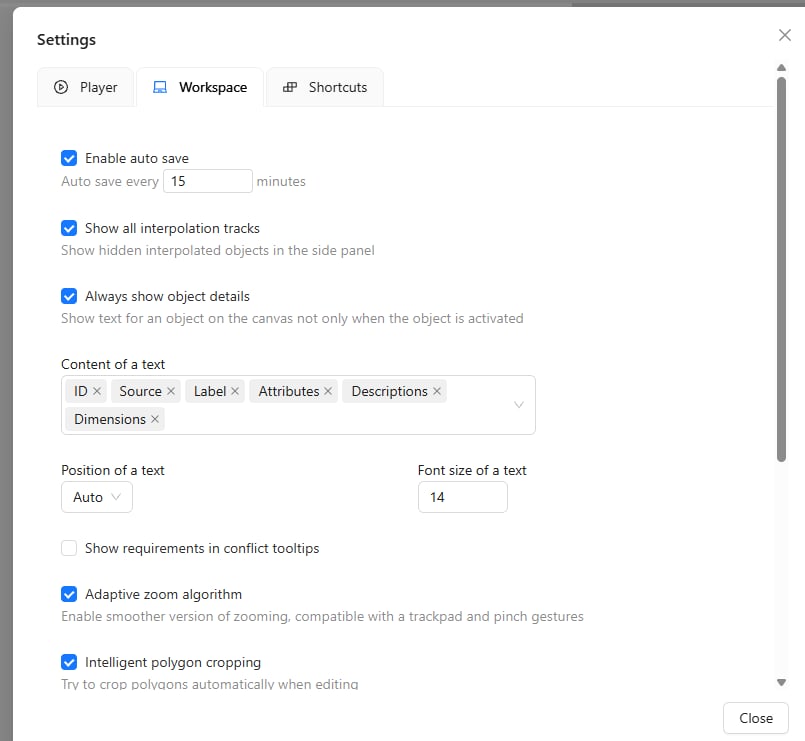 Settings
Player Workspace Shortcuts
Enable auto save
Auto save every 15 minutes
Show all interpolation tracks
Show hidden interpolated objects in the side panel
Always show object details
Show text for an object on the canvas not only when the object is activated
Content of a text
ID Source Label Attributes Descriptions
Dimensions
Position of a text Font size of a text
Auto 14
Show requirements in conflict tooltips
Adaptive zoom algorithm
Enable smoother version of zooming, compatible with a trackpad and pinch gestures
Intelligent polygon cropping
Try to crop polygons automatically when editing
Close